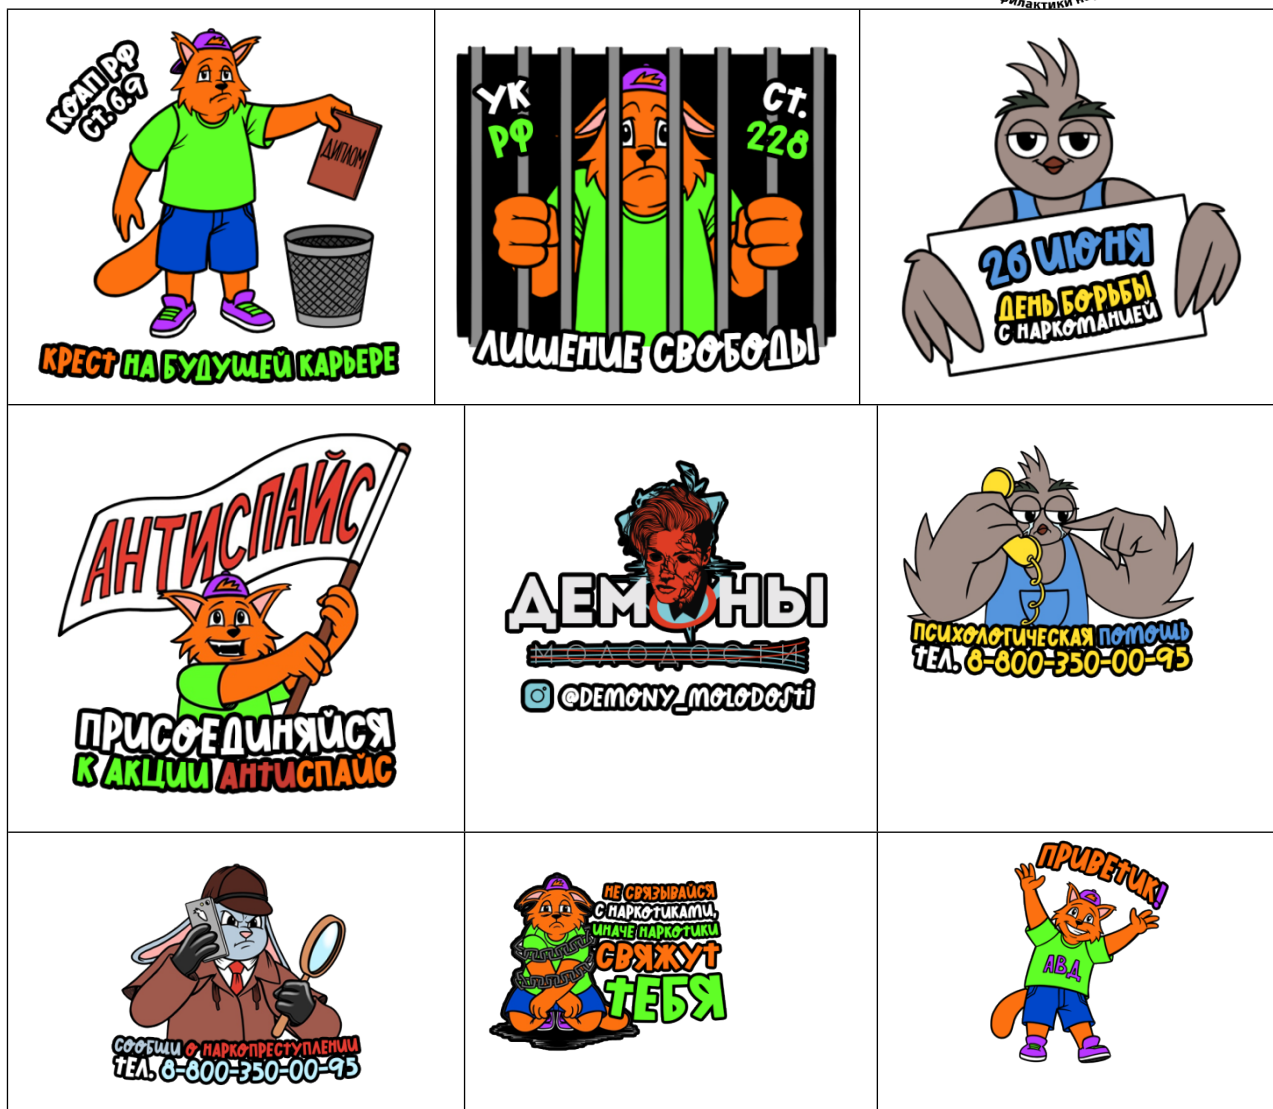 КОАП РФ
Ст. 6.9
ДИПЛОМ
КРЕСТ НА БУДУЩЕЙ КАРЬЕРЕ
УК
РФ
Ст.
228
ЛИШЕНИЕ СВОБОДЫ
26 ИЮНЯ
ДЕНЬ БОРЬБЫ
С НАРКОМАНИЕЙ
АНТИСПАЙС
ПРИСОЕДИНЯЙСЯ
К АКЦИИ АНТИСПАЙС
ДЕМОНЫ
МОЛОДОСТИ
@DEMONY_MOLODOSTI
ПСИХОЛОГИЧЕСКАЯ ПОМОЩЬ
ТЕЛ. 8-800-350-00-95
СООБЩИ О НАРКОПРЕСТУПЛЕНИИ
ТЕЛ. 8-800-350-00-95
НЕ СВЯЗЫВАЙСЯ
С НАРКОТИКАМИ,
ИНАЧЕ НАРКОТИКИ
СВЯЖУТ
ТЕБЯ
ПРИВЕТИК!
АВД